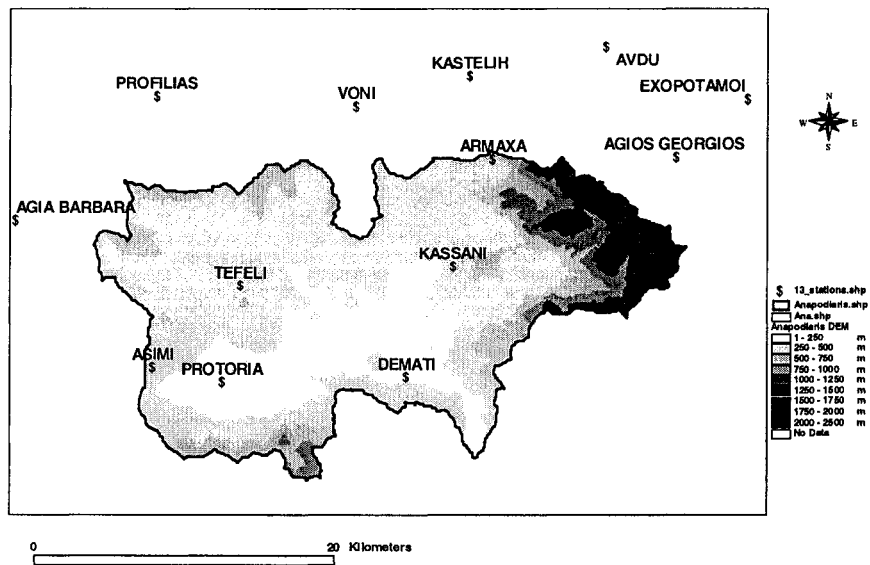 AVDU
KASTELIH
PROFILIAS
EXOPOTAMOI
VONI
N
W E
S
ARMAXA
AGIOS GEORGIOS
AGIA BARBARA
KASSANI
TEFELI
ASIMI
PROTORIA
DEMATI
$ 13_stations.shp
Anapodiaris.shp
Ana.shp
Anapodiaris DEM
1 - 250 m
250 - 500 m
500 - 750 m
750 - 1000 m
1000 - 1250 m
1250 - 1500 m
1500 - 1750 m
1750 - 2000 m
2000 - 2500 m
No Data
0 20 Kilometers